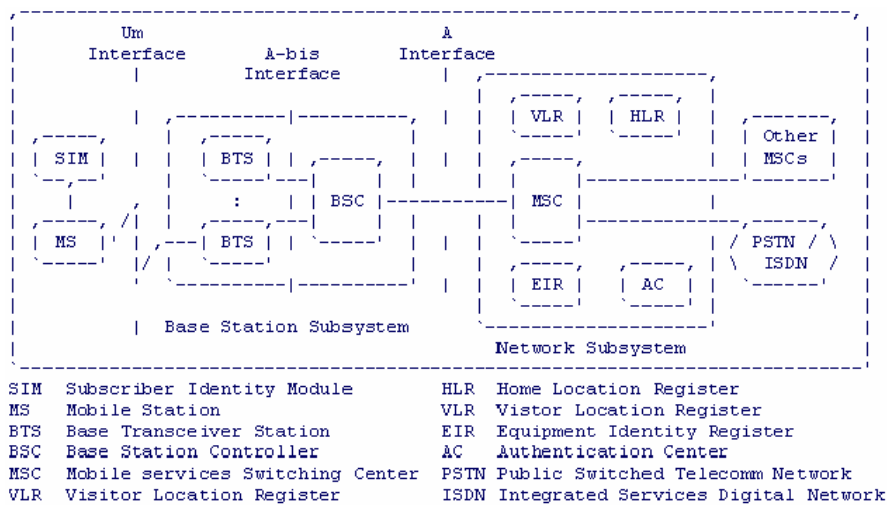 Um A
Interface A-bis Interface
Interface
VLR HLR
Other
SIM BTS MSCs
: BSC MSC
MS BTS PSTN /
ISDN
EIR AC
Base Station Subsystem
Network Subsystem
SIM Subscriber Identity Module HLR Home Location Register
MS Mobile Station VLR Vistor Location Register
BTS Base Transceiver Station EIR Equipment Identity Register
BSC Base Station Controller AC Authentication Center
MSC Mobile services Switching Center PSTN Public Switched Telecomm Network
VLR Visitor Location Register ISDN Integrated Services Digital Network